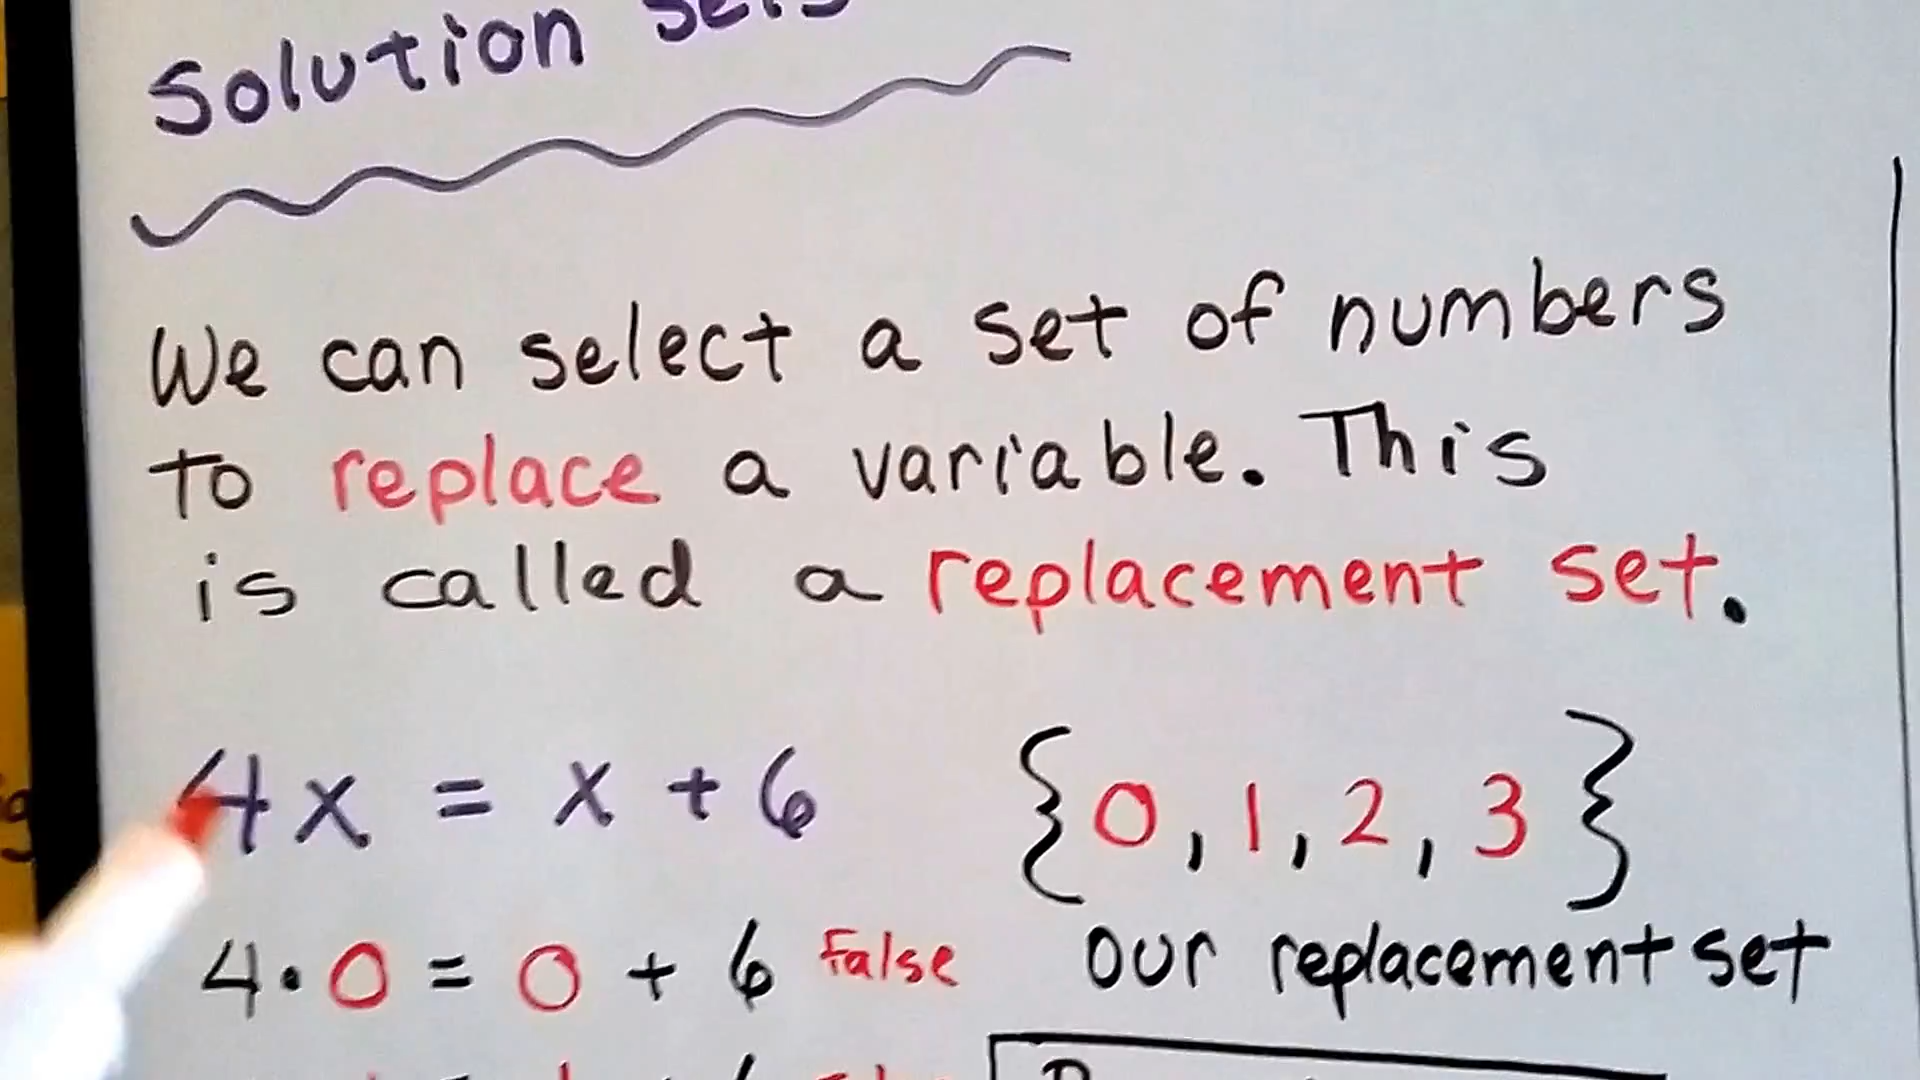 Solution Sets
We can select a set of numbers
to replace a variable. This
is called a replacement set.
4x = x + 6 {0, 1, 2, 3}
4·0 = 0 + 6 False our replacement set